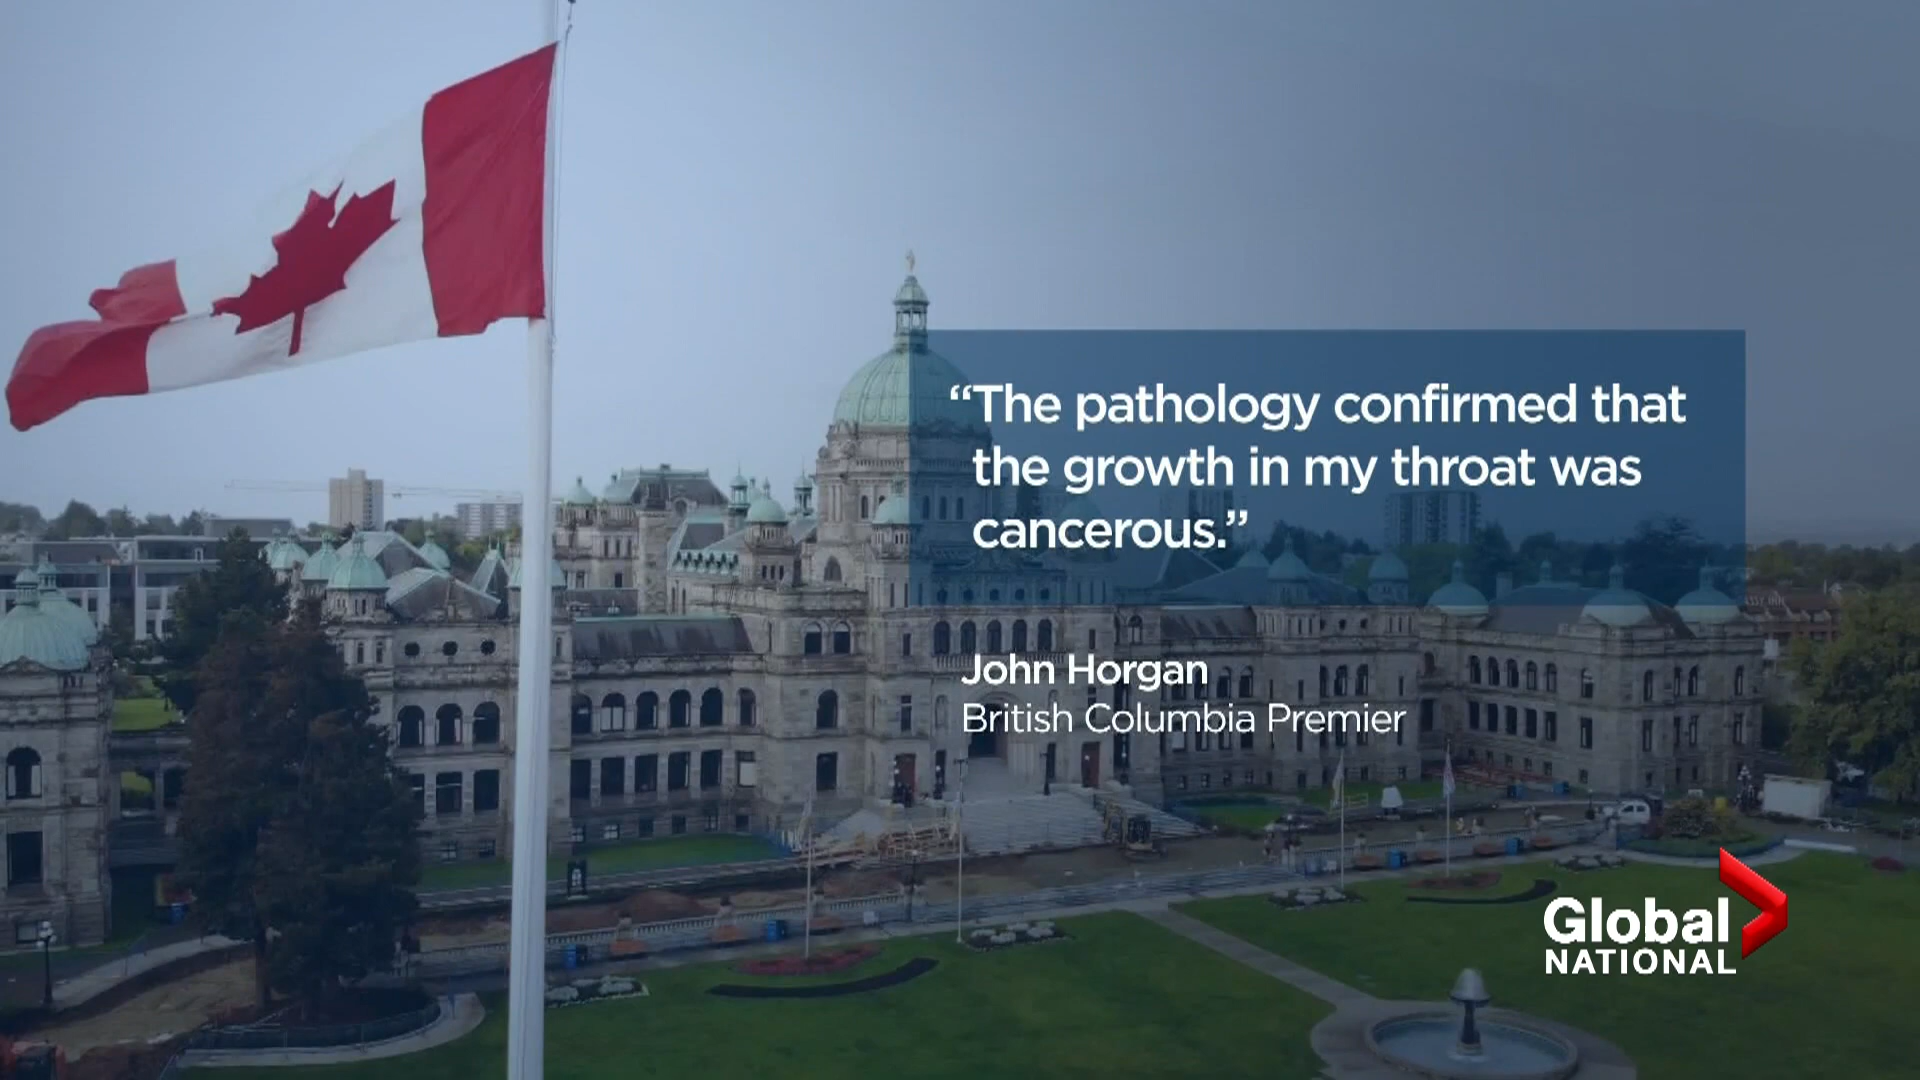 “The pathology confirmed that
the growth in my throat was
cancerous.”
John Horgan
British Columbia Premier
Global
NATIONAL